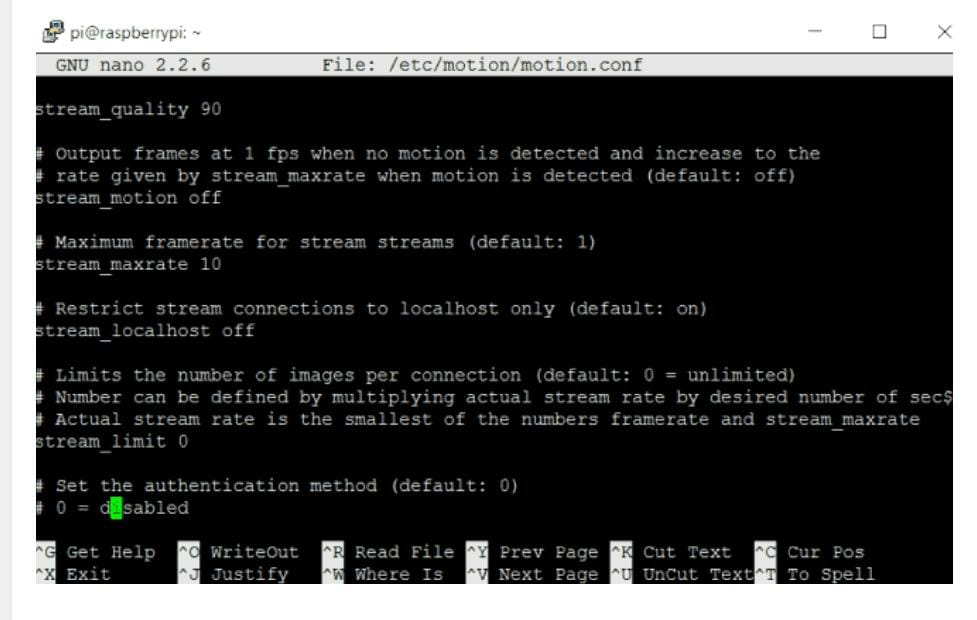 pi@raspberrypi: ~
GNU nano 2.2.6 File: /etc/motion/motion.conf
stream_quality 90
# Output frames at 1 fps when no motion is detected and increase to the
# rate given by stream_maxrate when motion is detected (default: off)
stream_motion off
# Maximum framerate for stream streams (default: 1)
stream_maxrate 10
# Restrict stream connections to localhost only (default: on)
stream_localhost off
# Limits the number of images per connection (default: 0 = unlimited)
# Number can be defined by multiplying actual stream rate by desired number of sec$
# Actual stream rate is the smallest of the numbers framerate and stream_maxrate
stream_limit 0
# Set the authentication method (default: 0)
# 0 = disabled
^G Get Help ^O WriteOut ^R Read File ^Y Prev Page ^K Cut Text ^C Cur Pos
^X Exit ^J Justify ^W Where Is ^V Next Page ^U UnCut Text ^T To Spell